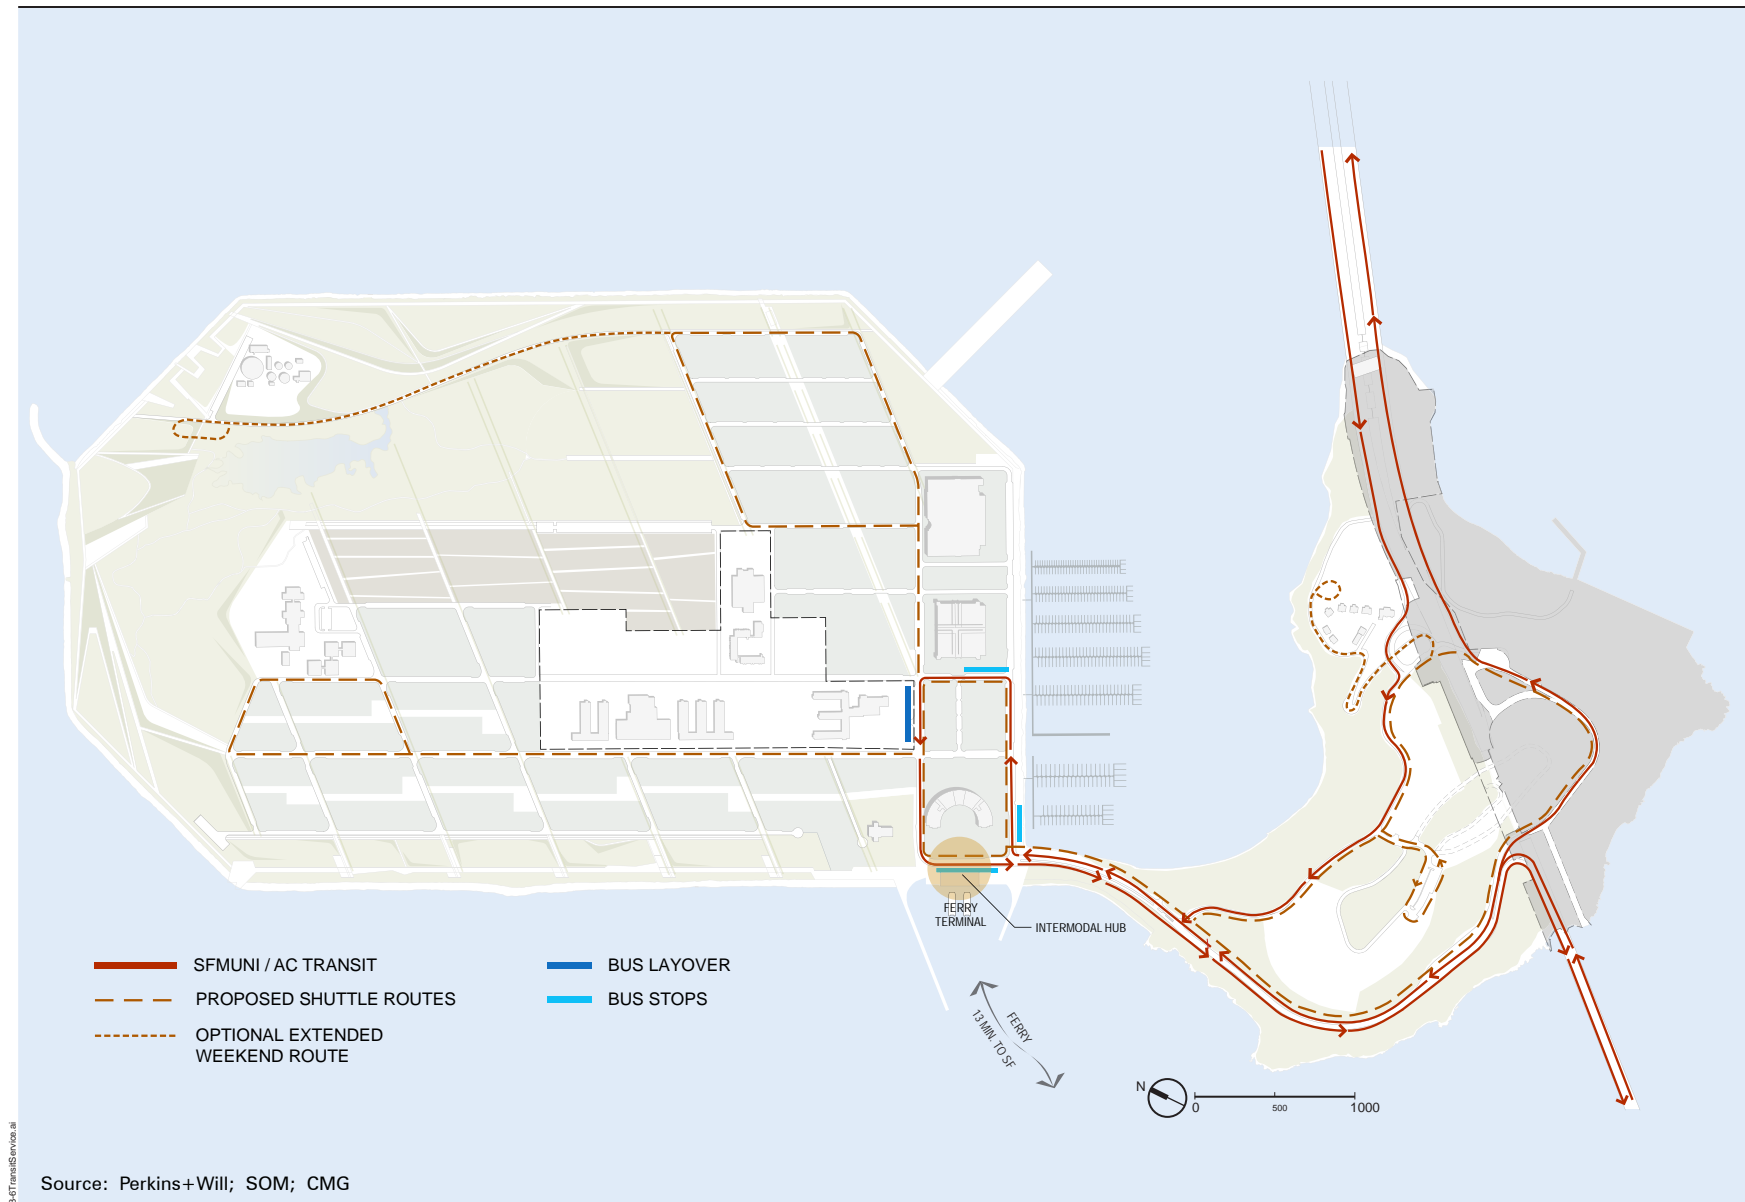 FERRY
TERMINAL
INTERMODAL HUB
SFMUNI / AC TRANSIT
PROPOSED SHUTTLE ROUTES
OPTIONAL EXTENDED
WEEKEND ROUTE
BUS LAYOVER
BUS STOPS
FERRY
13 MIN. TO SF
N
0
500
1000
Source: Perkins+Will; SOM; CMG